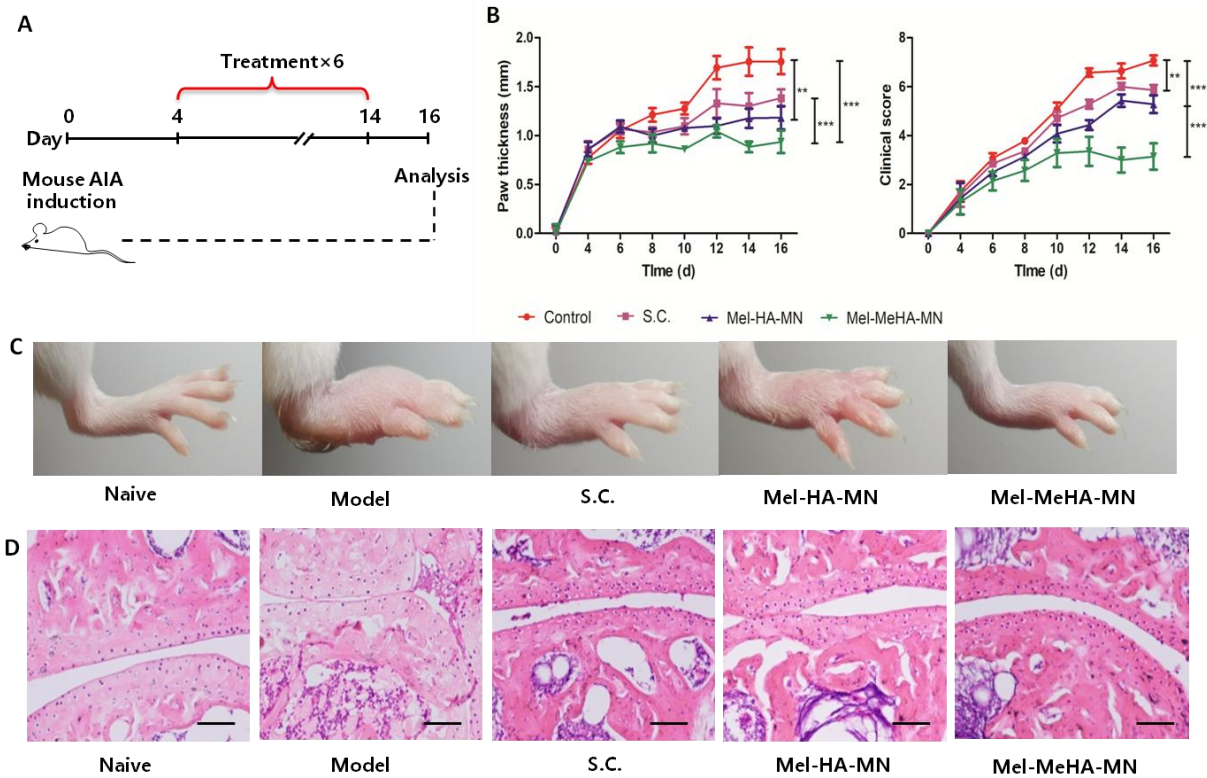 A
Treatment×6
0 4 14 16
Day
Mouse AIA
induction
Analysis
B
Paw thickness (mm)
2.0
1.5
1.0
0.5
0.0
0 4 6 8 10 12 14 16
TIme (d)
**
***
***
Clinical score
8
6
4
2
0
0 4 6 8 10 12 14 16
TIme (d)
**
***
***
Control S.C. Mel-HA-MN Mel-MeHA-MN
C
Naive Model S.C. Mel-HA-MN Mel-MeHA-MN
D
Naive Model S.C. Mel-HA-MN Mel-MeHA-MN